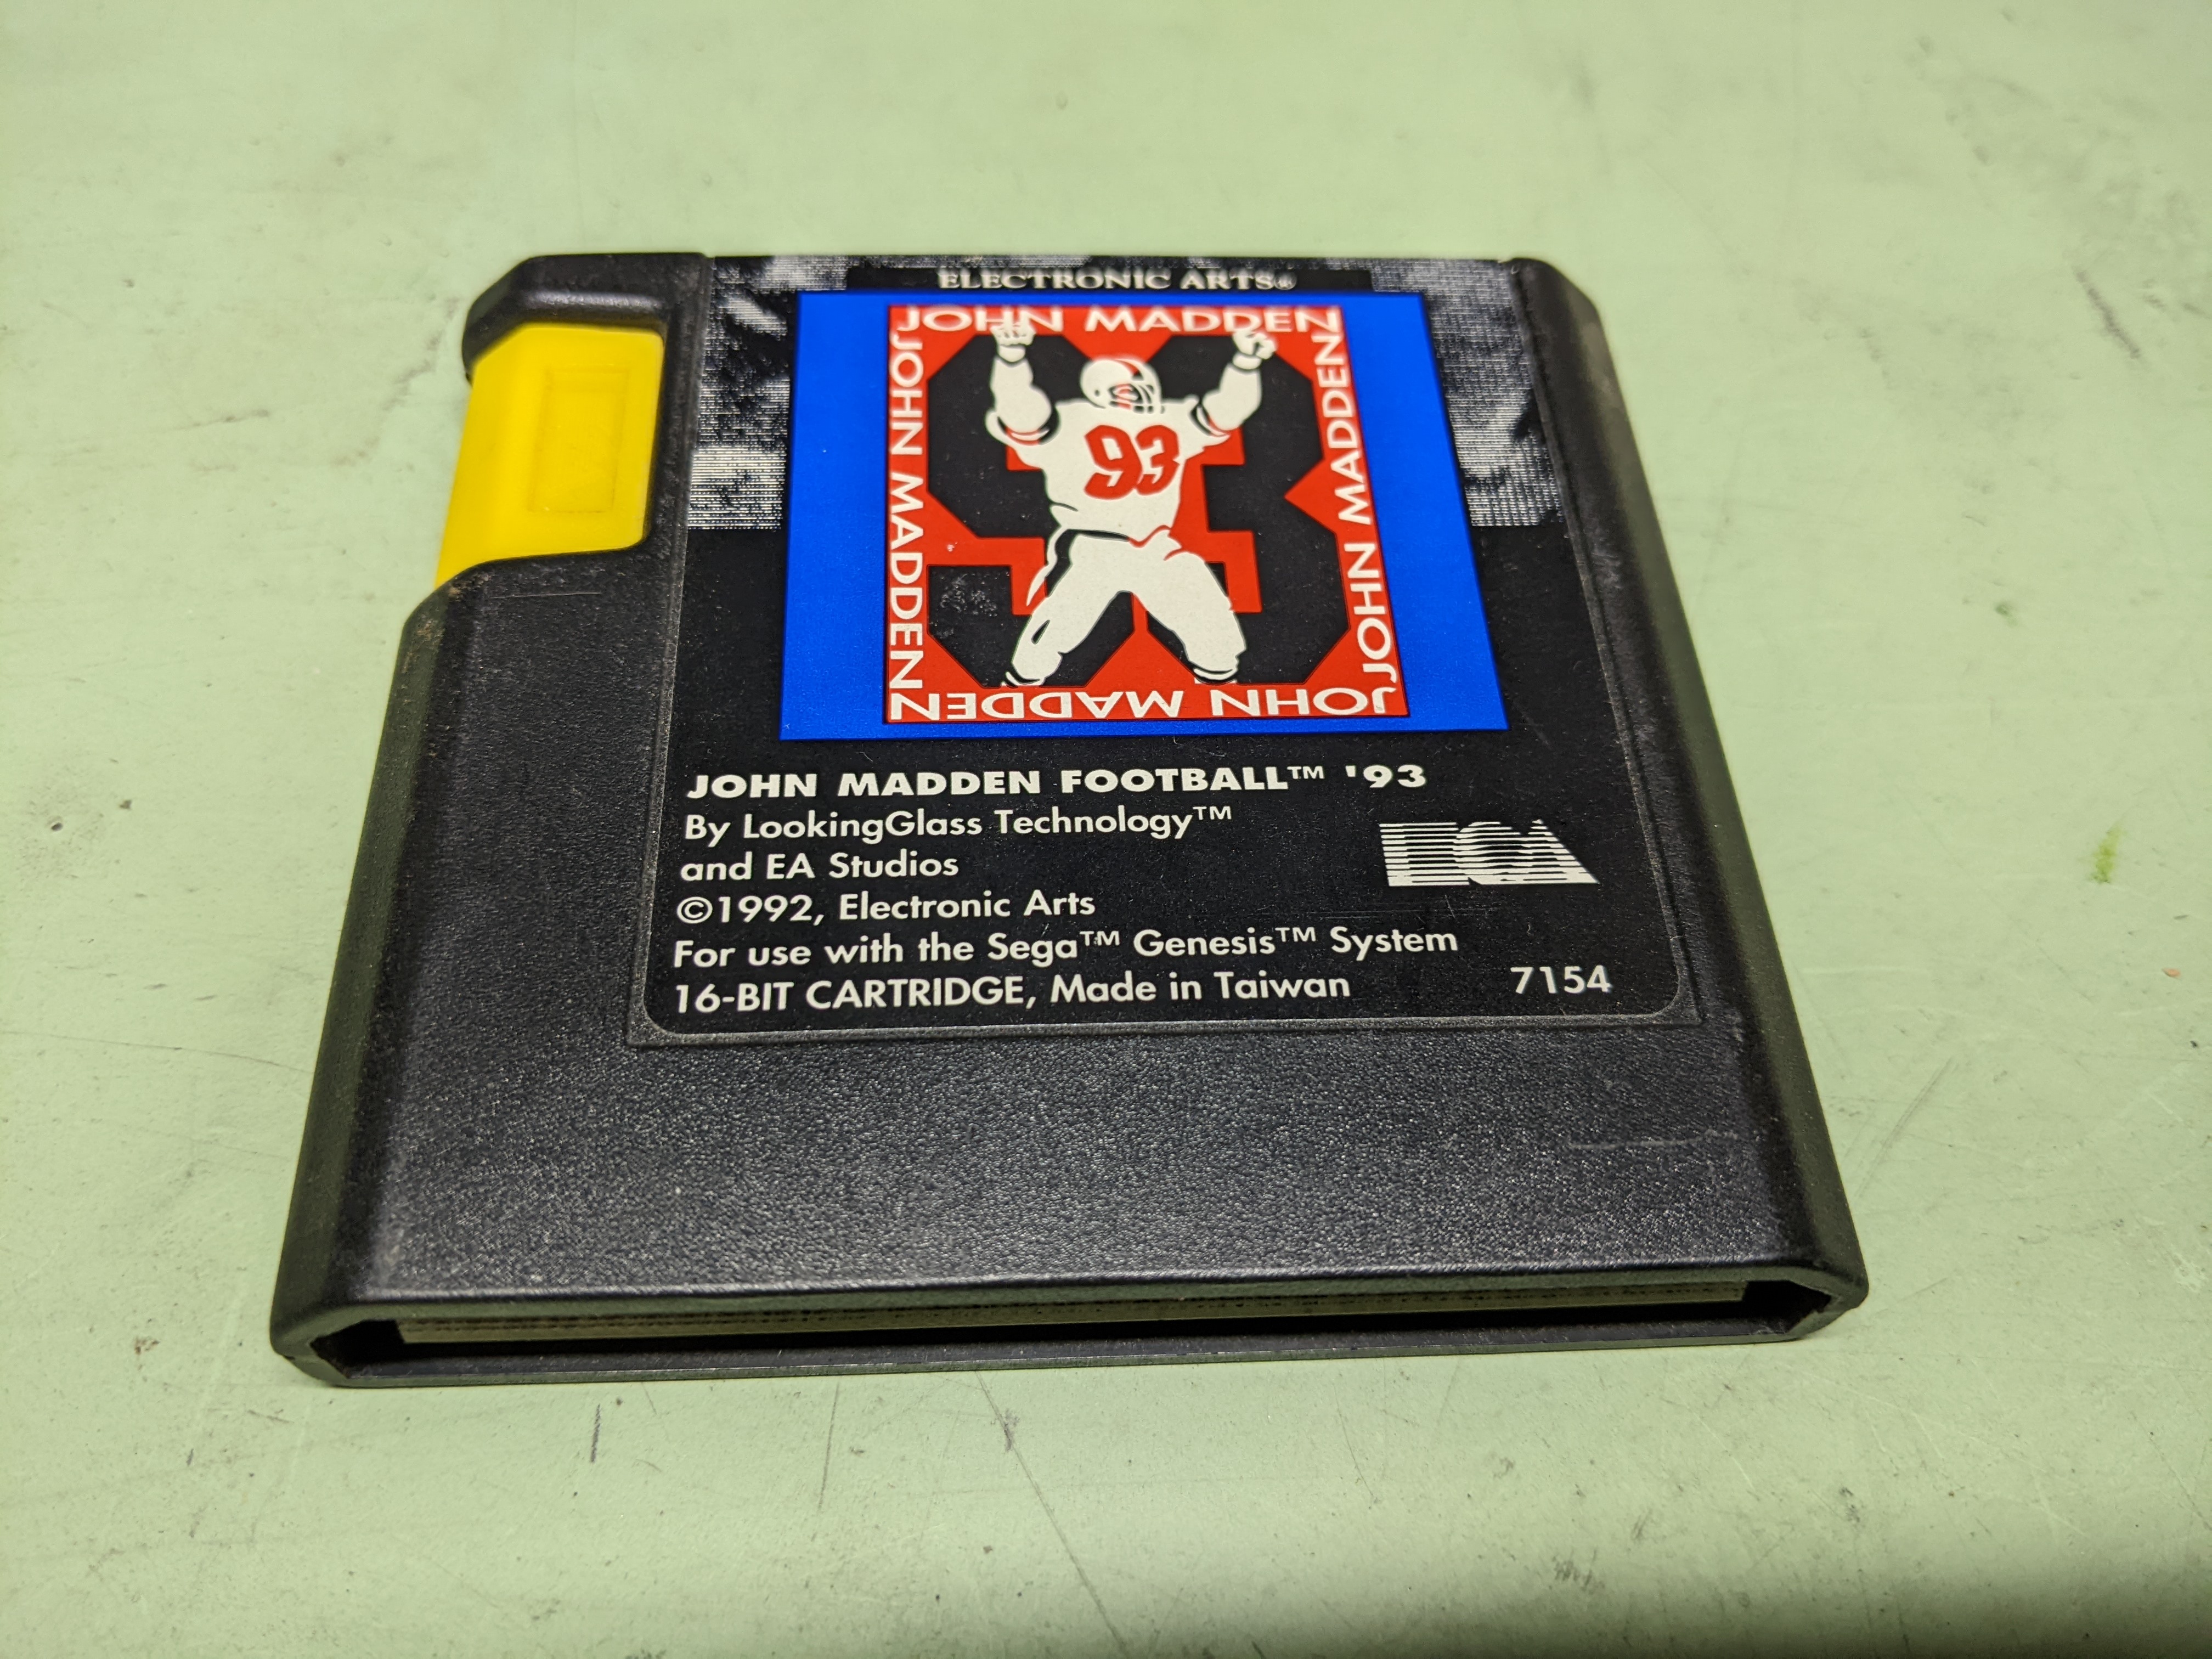 ELECTRONIC ARTS®
JOHN MADDEN
JOHN MADDEN
JOHN MADDEN
JOHN MADDEN
93
93
JOHN MADDEN FOOTBALL™ '93
By LookingGlass Technology™
and EA Studios
©1992, Electronic Arts
For use with the Sega™ Genesis™ System
16-BIT CARTRIDGE, Made in Taiwan
7154
EOA